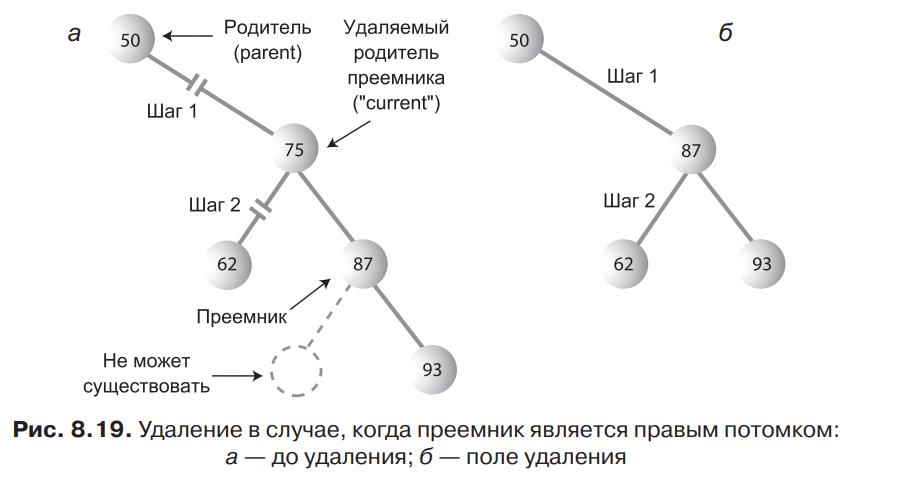 а
50
Родитель
(parent)
Удаляемый
родитель
преемника
("current")
Шаг 1
75
Шаг 2
62
87
Преемник
Не может
существовать
93
б
50
Шаг 1
87
Шаг 2
62
93
Рис. 8.19. Удаление в случае, когда преемник является правым потомком:
а — до удаления; б — поле удаления